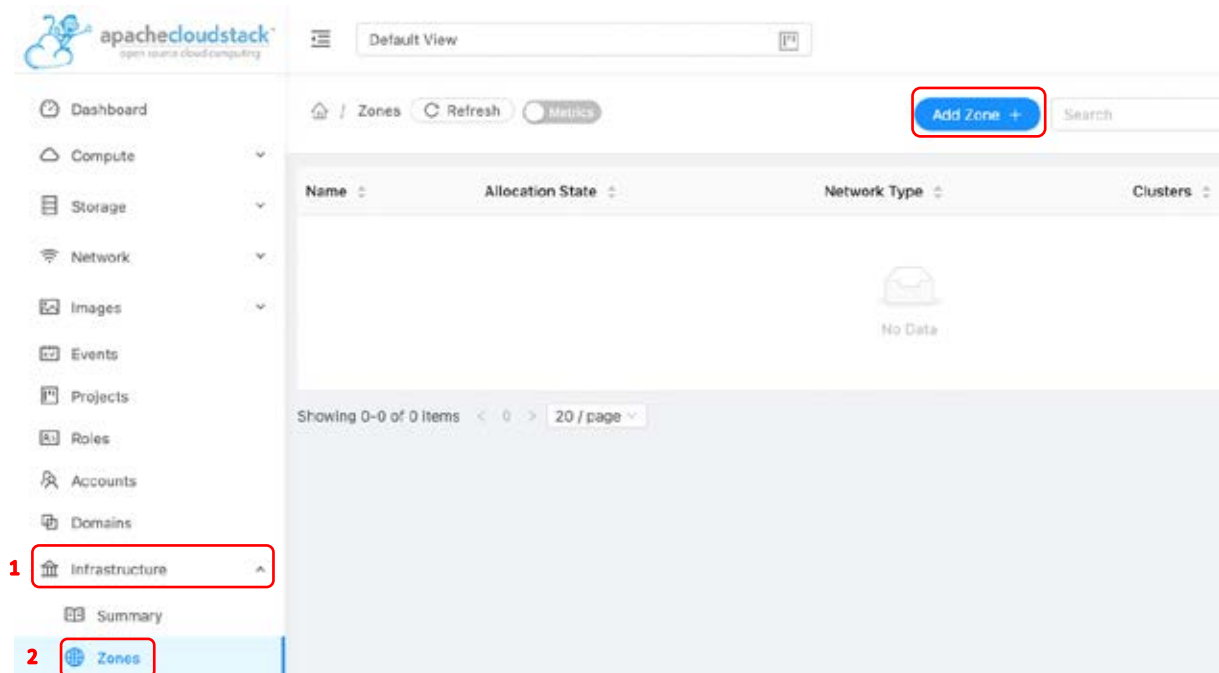 apachecloudstack
open source cloud computing
Default View
Dashboard
/ Zones Refresh Metrics
Add Zone +
Search
Compute
Name Allocation State Network Type Clusters
Storage
Network
Images
No Data
Events
Projects
Showing 0-0 of 0 items < 0 > 20 / page
Roles
Accounts
Domains
1 Infrastructure
Summary
2 Zones